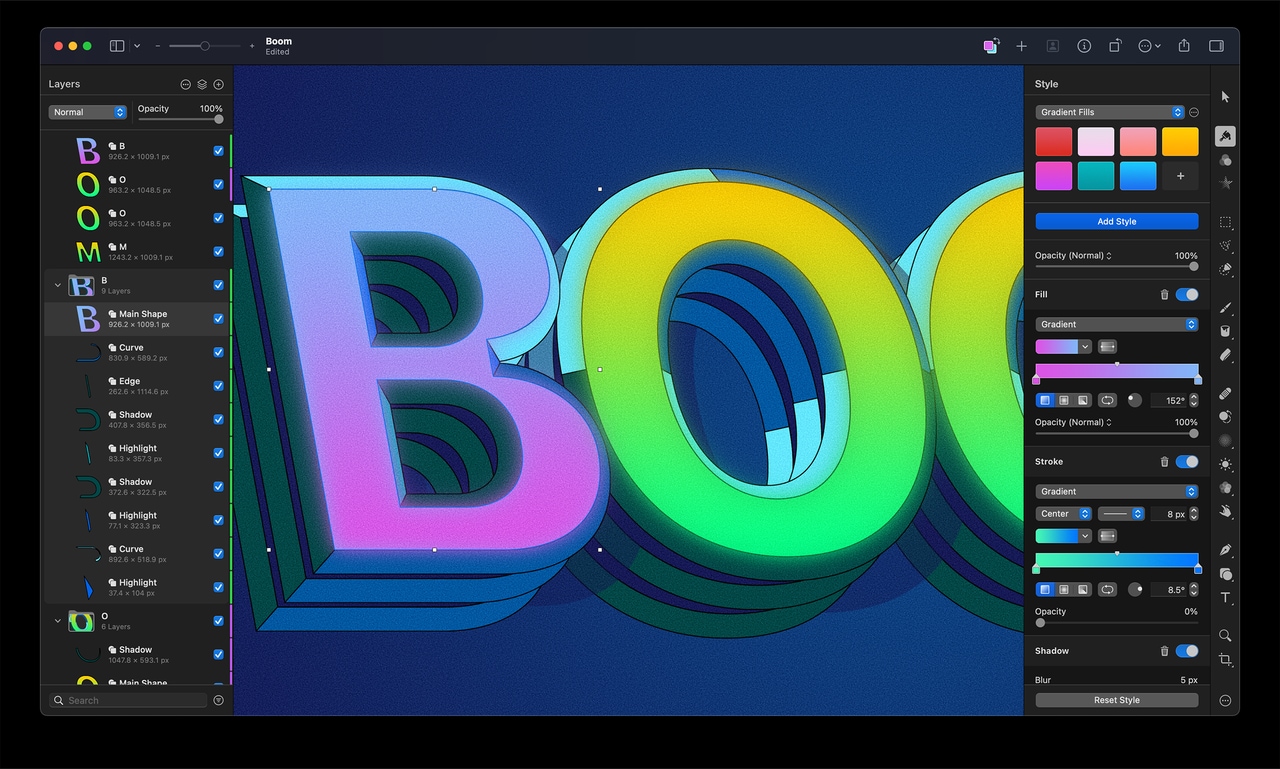 Boom
Edited
Layers
Normal
Opacity 100%
B
926.2 × 1009.1 px
O
963.2 × 1048.5 px
O
963.2 × 1048.5 px
M
1243.2 × 1009.1 px
B
9 Layers
Main Shape
926.2 × 1009.1 px
Curve
830.9 × 589.2 px
Edge
262.6 × 1114.6 px
Shadow
407.8 × 356.5 px
Highlight
83.3 × 357.3 px
Shadow
372.6 × 322.5 px
Highlight
77.1 × 323.3 px
Curve
892.6 × 518.9 px
Highlight
37.4 × 104 px
O
6 Layers
Shadow
1047.8 × 593.1 px
Main Shape
Search
BOO
Style
Gradient Fills
+
Add Style
Opacity (Normal) 100%
Fill
Gradient
152°
Opacity (Normal) 100%
Stroke
Gradient
Center 8 px
8.5°
Opacity 0%
Shadow
Blur 5 px
Reset Style